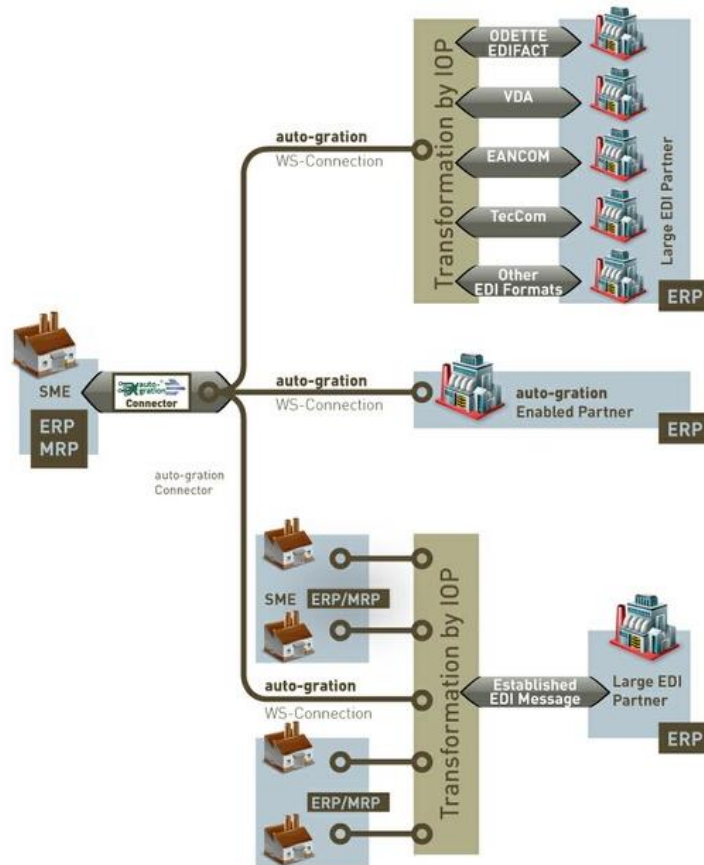 ODETTE
EDIFACT
VDA
EANCOM
TecCom
Other
EDI Formats
Transformation by IOP
Large EDI Partner
ERP
auto-gration
WS-Connection
SME
ERP
MRP
auto-gration
Connector
auto-gration
WS-Connection
auto-gration
Enabled Partner
ERP
auto-gration
Connector
SME
ERP/MRP
Transformation by IOP
auto-gration
WS-Connection
Established
EDI Message
Large EDI
Partner
ERP
ERP/MRP